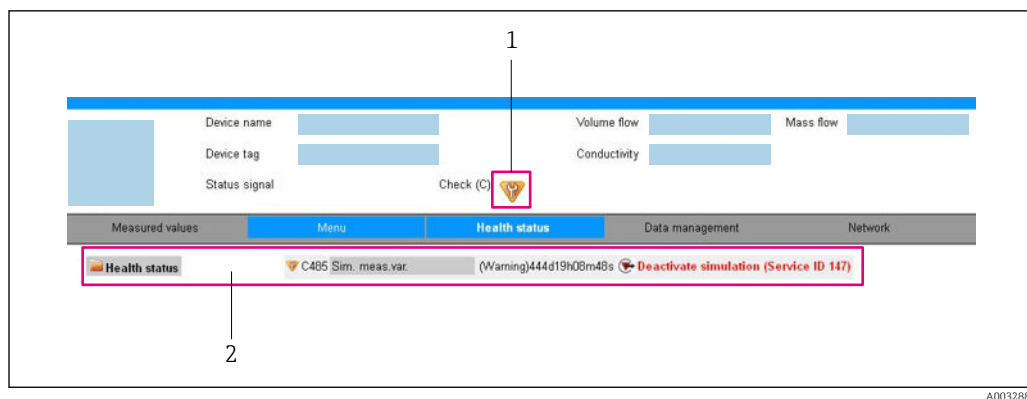 1
Device name Volume flow Mass flow
Device tag Conductivity
Status signal Check (C)
Measured values Menu Health status Data management Network
Health status C485 Sim. meas.var. (Warning)444d19h08m48s Deactivate simulation (Service ID 147)
2